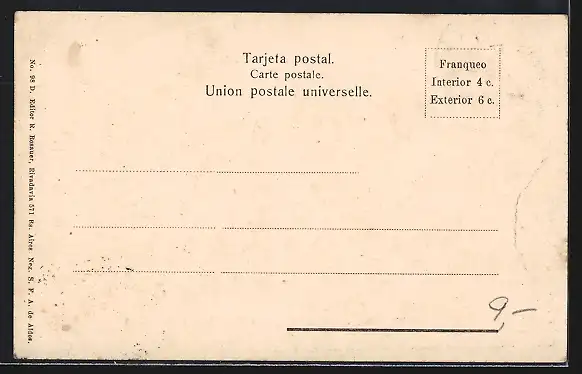 Tarjeta postal.
Carte postale.
Union postale universelle.
Franqueo
Interior 4 c.
Exterior 6 c.
No. 98 D. Editor R. Rosauer, Rivadavia 571 Bs. Aires Neg. S. F. A. de Afdos.
9,–